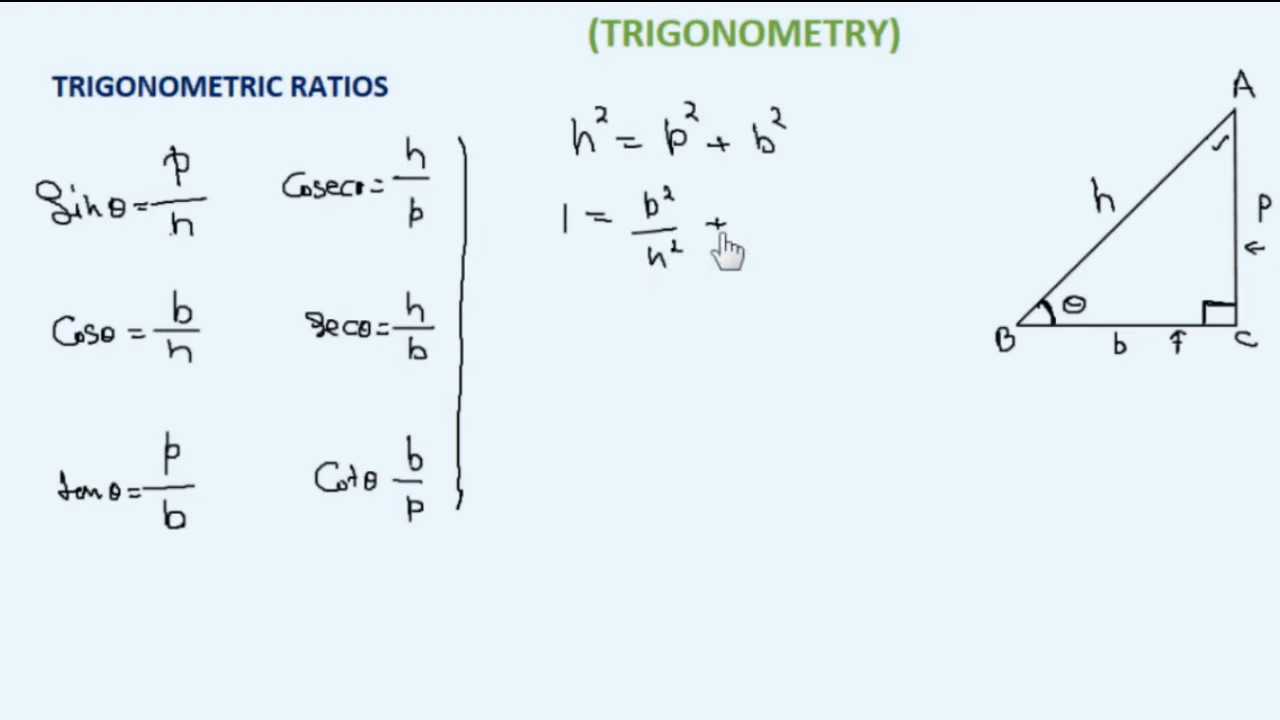 (TRIGONOMETRY)
TRIGONOMETRIC RATIOS
Sinθ = p/h
Cosecθ = h/p
Cosθ = b/h
Secθ = h/b
tanθ = p/b
Cotθ b/p
h² = p² + b²
1 = b²/h² +
A
h
p
θ
B
b
C